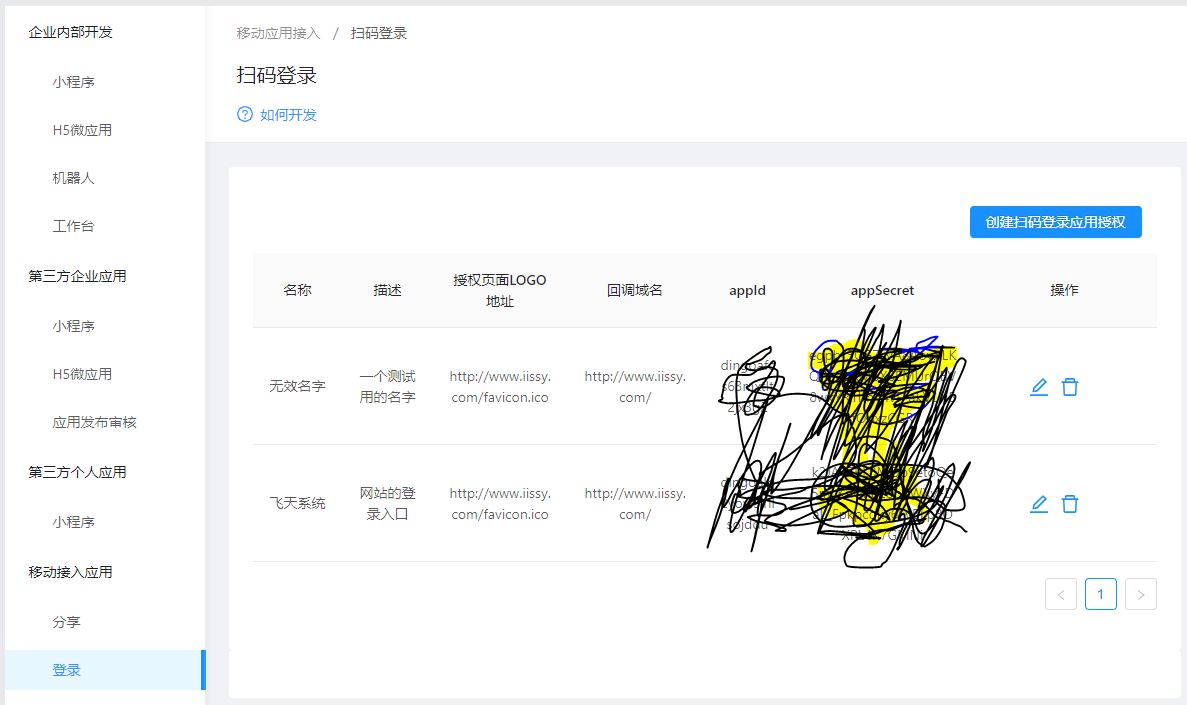 企业内部开发
小程序
H5微应用
机器人
工作台
第三方企业应用
小程序
H5微应用
应用发布审核
第三方个人应用
小程序
移动接入应用
分享
登录
移动应用接入 / 扫码登录
扫码登录
如何开发
创建扫码登录应用授权
名称 描述 授权页面LOGO 回调域名 appId appSecret 操作
地址
无效名字
一个测试
用的名字
http://www.iissy.
com/favicon.ico
http://www.iissy.
com/
飞天系统
网站的登
录入口
http://www.iissy.
com/favicon.ico
http://www.iissy.
com/
< 1 >